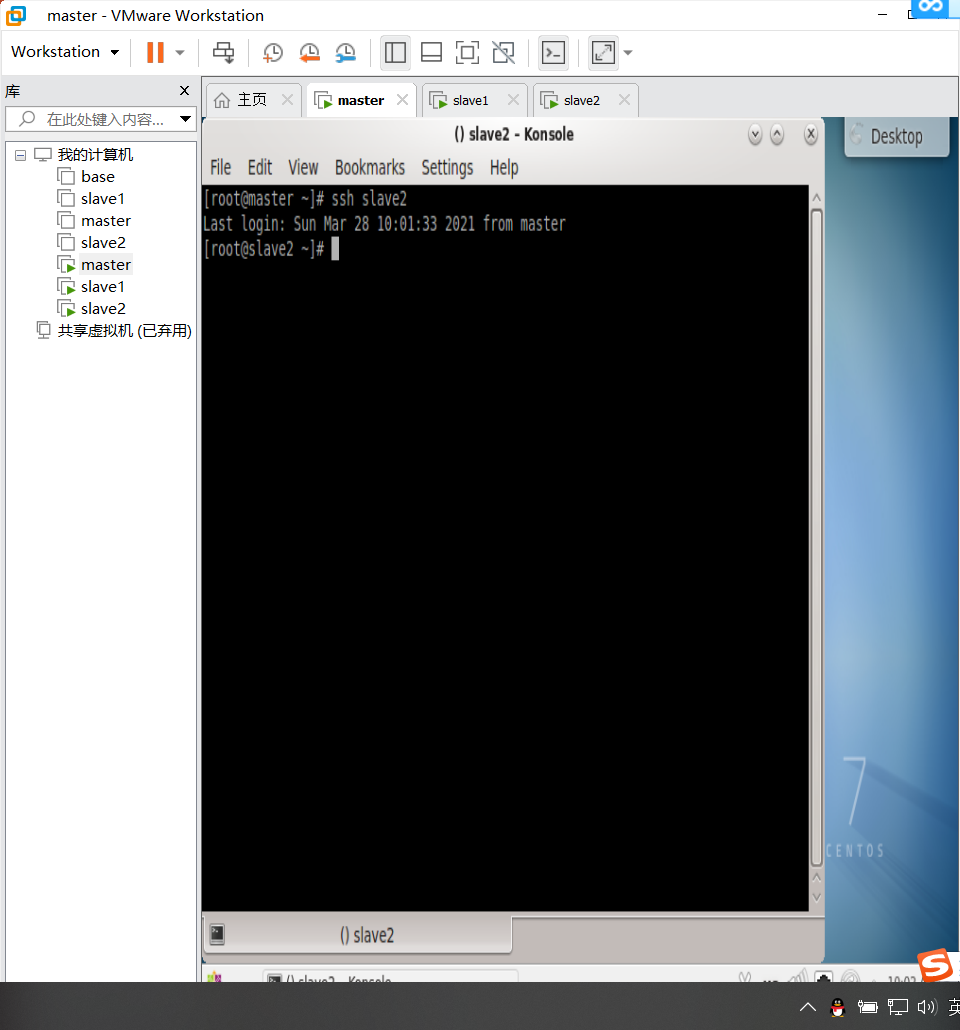 master - VMware Workstation
Workstation
库
主页
master
slave1
slave2
在此处键入内容...
我的计算机
base
slave1
master
slave2
master
slave1
slave2
共享虚拟机 (已弃用)
() slave2 - Konsole
Desktop
File Edit View Bookmarks Settings Help
[root@master ~]# ssh slave2
Last login: Sun Mar 28 10:01:33 2021 from master
[root@slave2 ~]#
7
CENTOS
() slave2
() slave2 - Konsole
英